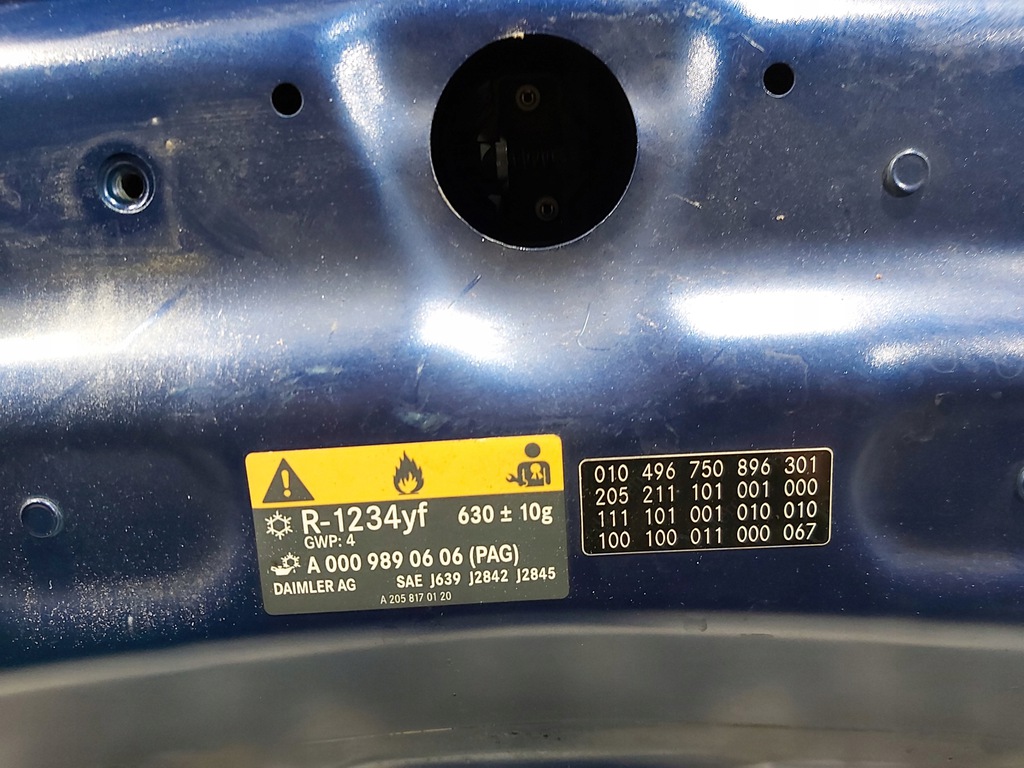 R-1234yf 630 ± 10g
GWP: 4
A 000 989 06 06 (PAG)
DAIMLER AG SAE J639 J2842 J2845
A 205 817 01 20
010 496 750 896 301
205 211 101 001 000
111 101 001 010 010
100 100 011 000 067